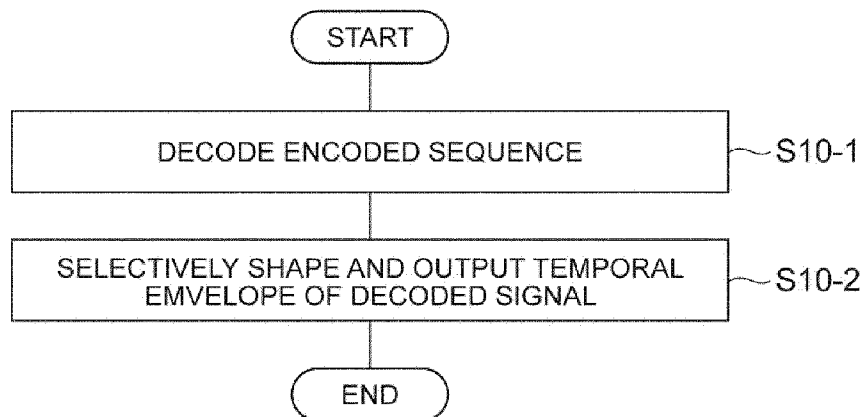 START
DECODE ENCODED SEQUENCE
S10-1
SELECTIVELY SHAPE AND OUTPUT TEMPORAL
EMVELOPE OF DECODED SIGNAL
S10-2
END